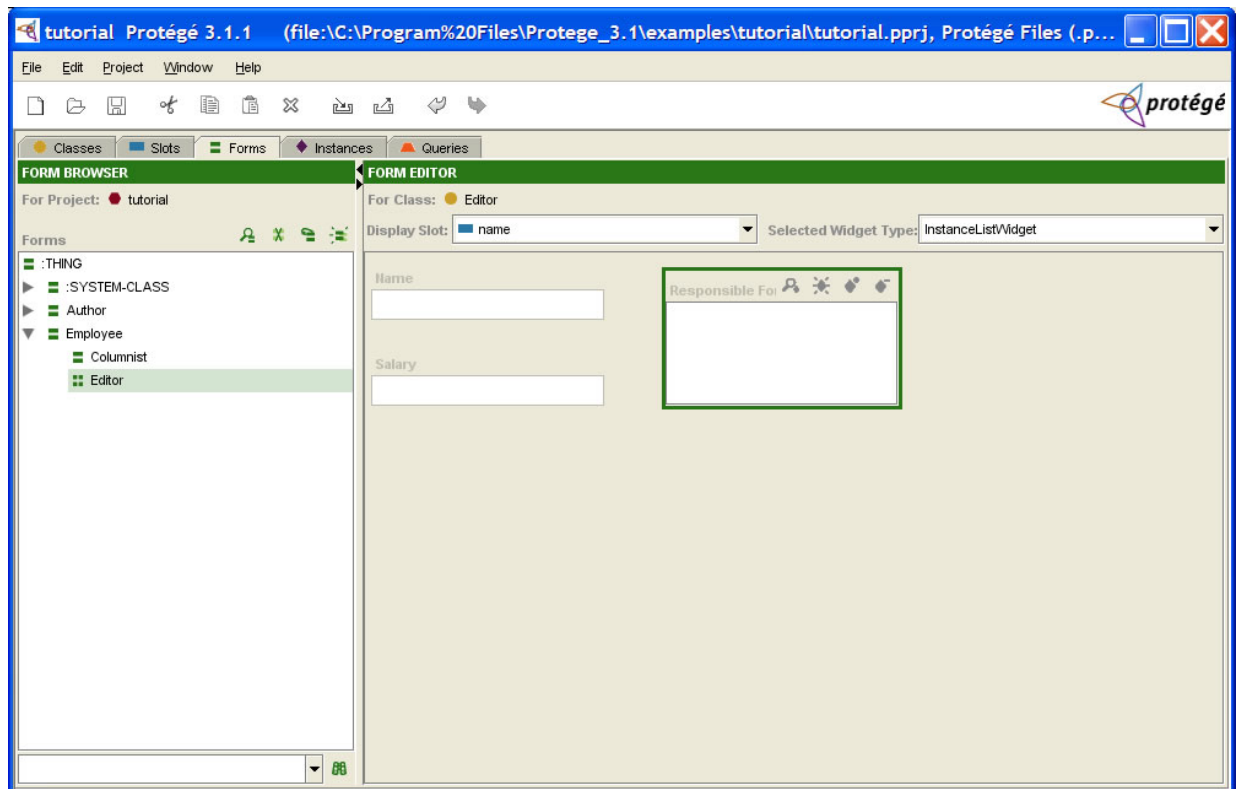 tutorial Protégé 3.1.1 (file:\C:\Program%20Files\Protege_3.1\examples\tutorial\tutorial.pprj, Protégé Files (.p...
File Edit Project Window Help
protégé
Classes Slots Forms Instances Queries
FORM BROWSER
For Project: tutorial
Forms
:THING
:SYSTEM-CLASS
Author
Employee
Columnist
Editor
FORM EDITOR
For Class: Editor
Display Slot: name Selected Widget Type: InstanceListWidget
Name
Responsible For
Salary